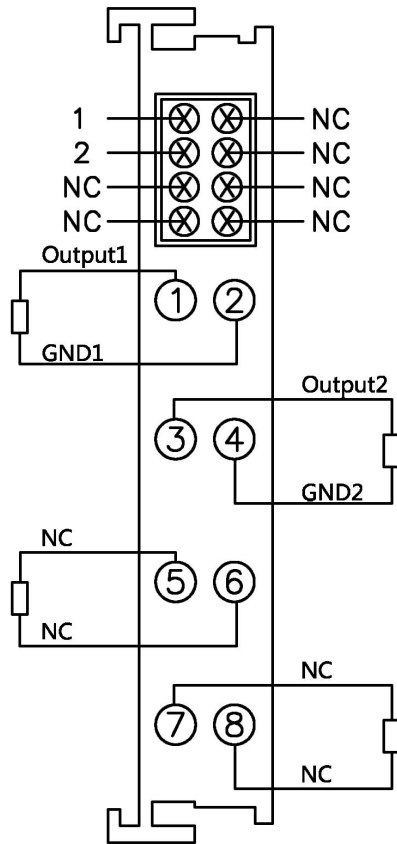 1 NC
2 NC
NC NC
NC NC
Output1
1 2
GND1
Output2
3 4
GND2
NC
5 6
NC
NC
7 8
NC